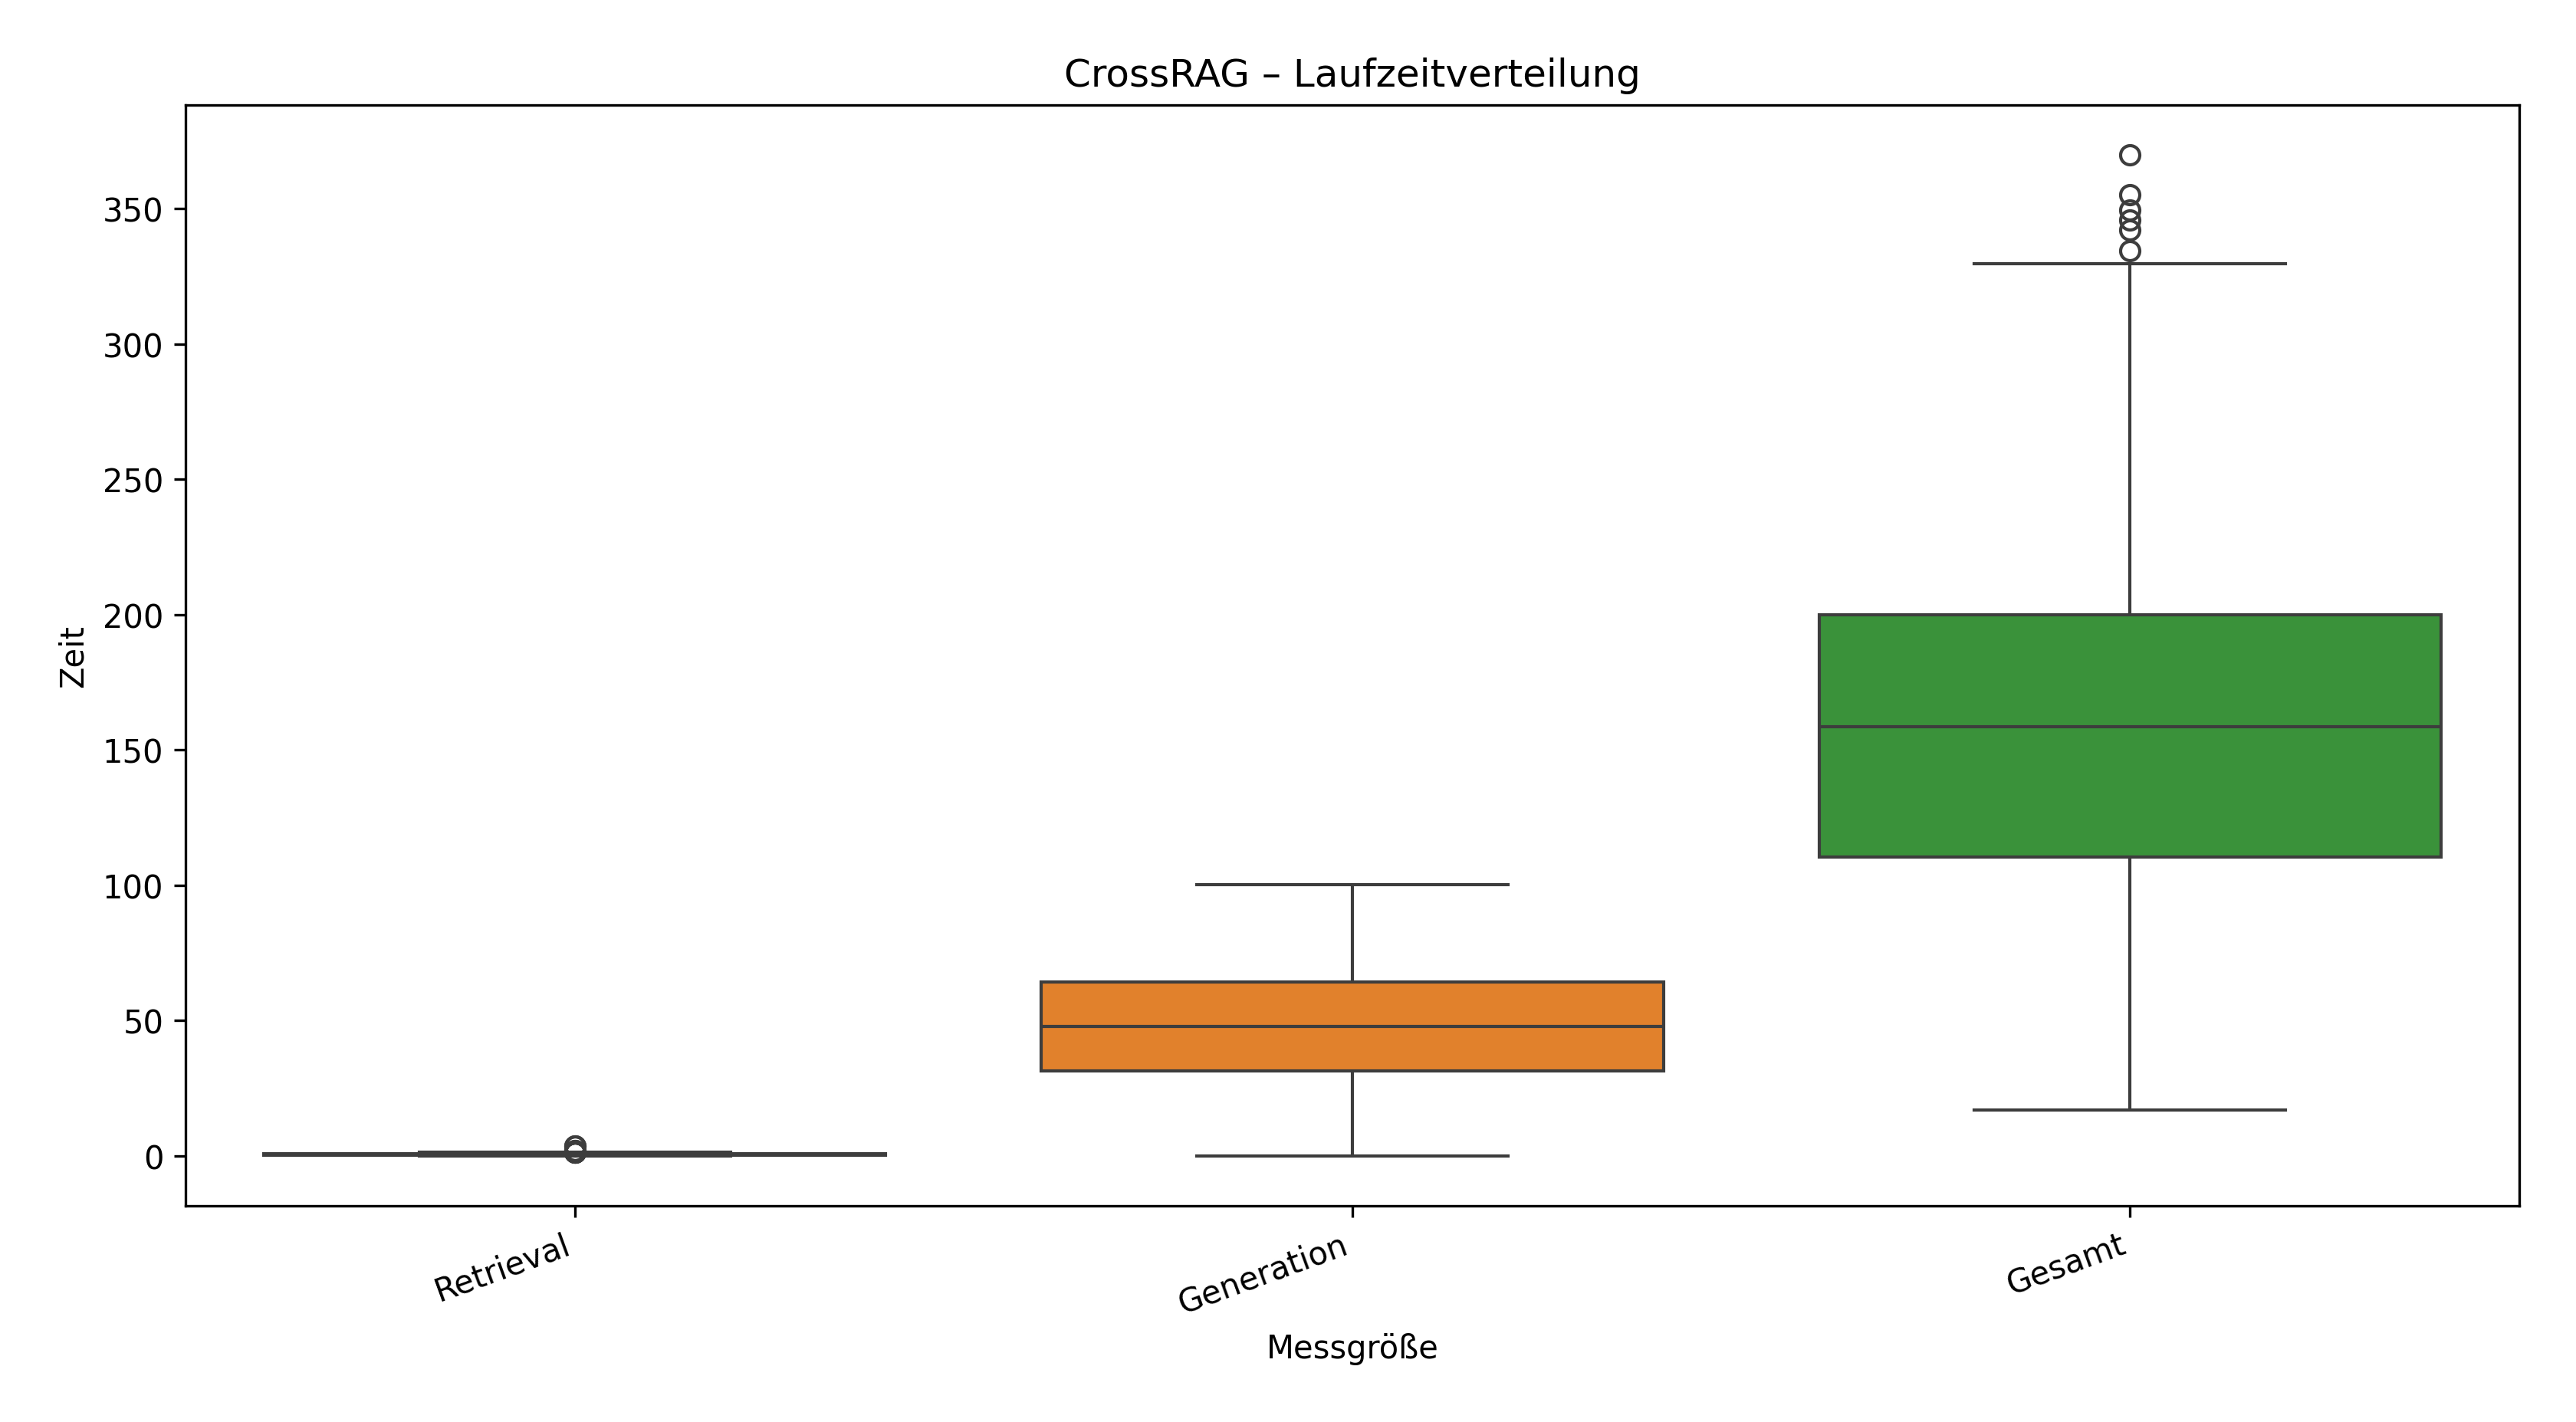 CrossRAG – Laufzeitverteilung
350
300
250
200
150
100
50
0
Zeit
Retrieval
Generation
Gesamt
Messgröße